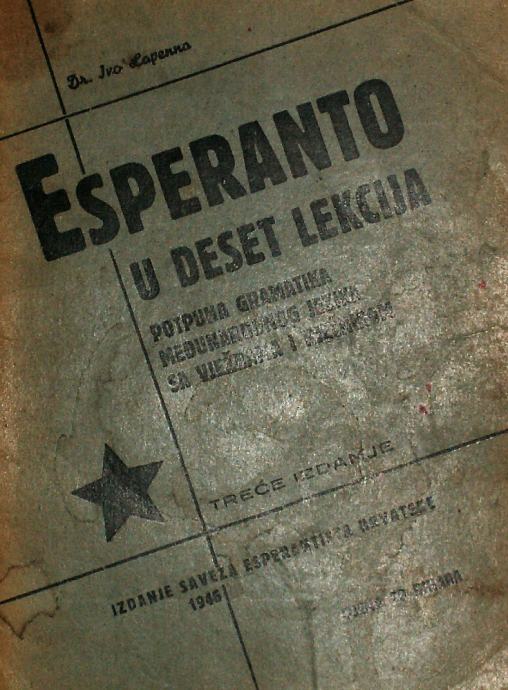 Dr. Ivo Lapenna
ESPERANTO
U DESET LEKCIJA
POTPUNA GRAMATIKA
MEĐUNARODNOG JEZIKA
SA VJEŽBAMA I RJEČNIKOM
TREĆE IZDANJE
IZDANJE SAVEZA ESPERANTISTA HRVATSKE
1946
DINARA